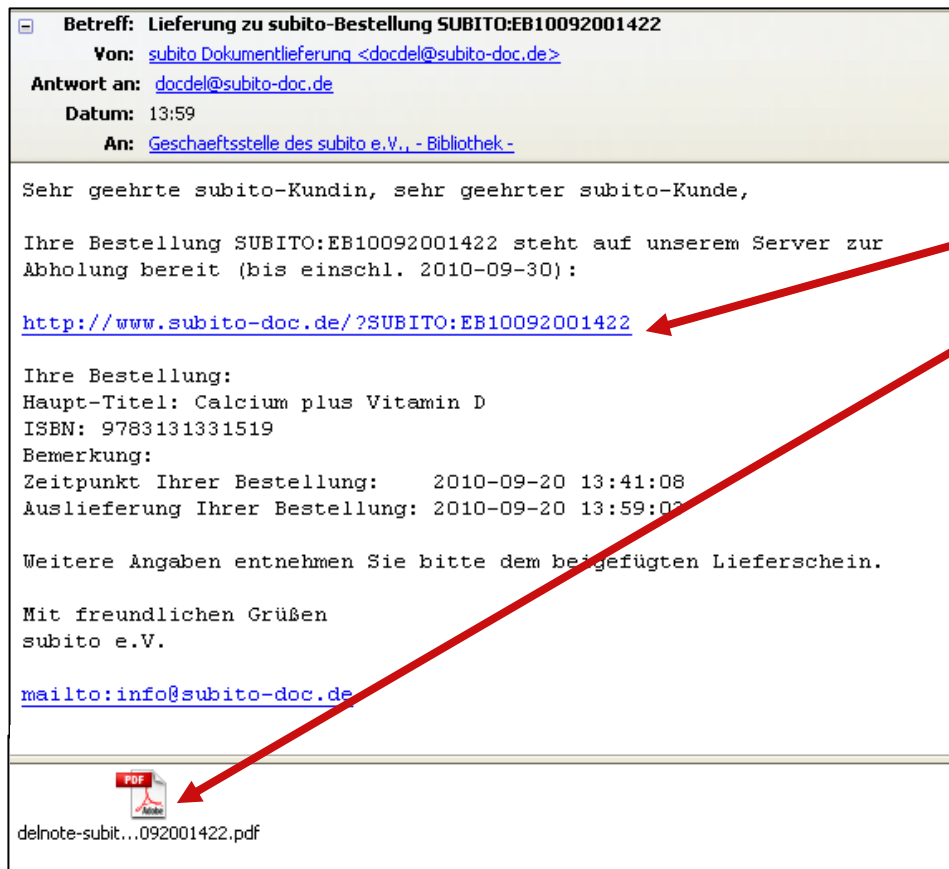 Betreff: Lieferung zu subito-Bestellung SUBITO:EB10092001422
Von: subito Dokumentlieferung <docdel@subito-doc.de>
Antwort an: docdel@subito-doc.de
Datum: 13:59
An: Geschaeftsstelle des subito e.V., - Bibliothek -
Sehr geehrte subito-Kundin, sehr geehrter subito-Kunde,
Ihre Bestellung SUBITO:EB10092001422 steht auf unserem Server zur
Abholung bereit (bis einschl. 2010-09-30):
http://www.subito-doc.de/?SUBITO:EB10092001422
Ihre Bestellung:
Haupt-Titel: Calcium plus Vitamin D
ISBN: 9783131331519
Bemerkung:
Zeitpunkt Ihrer Bestellung: 2010-09-20 13:41:08
Auslieferung Ihrer Bestellung: 2010-09-20
Weitere Angaben entnehmen Sie bitte dem beigefügten Lieferschein.
Mit freundlichen Grüßen
subito e.V.
mailto:info@subito-doc.de
PDF
Adobe
delnote-subit...092001422.pdf